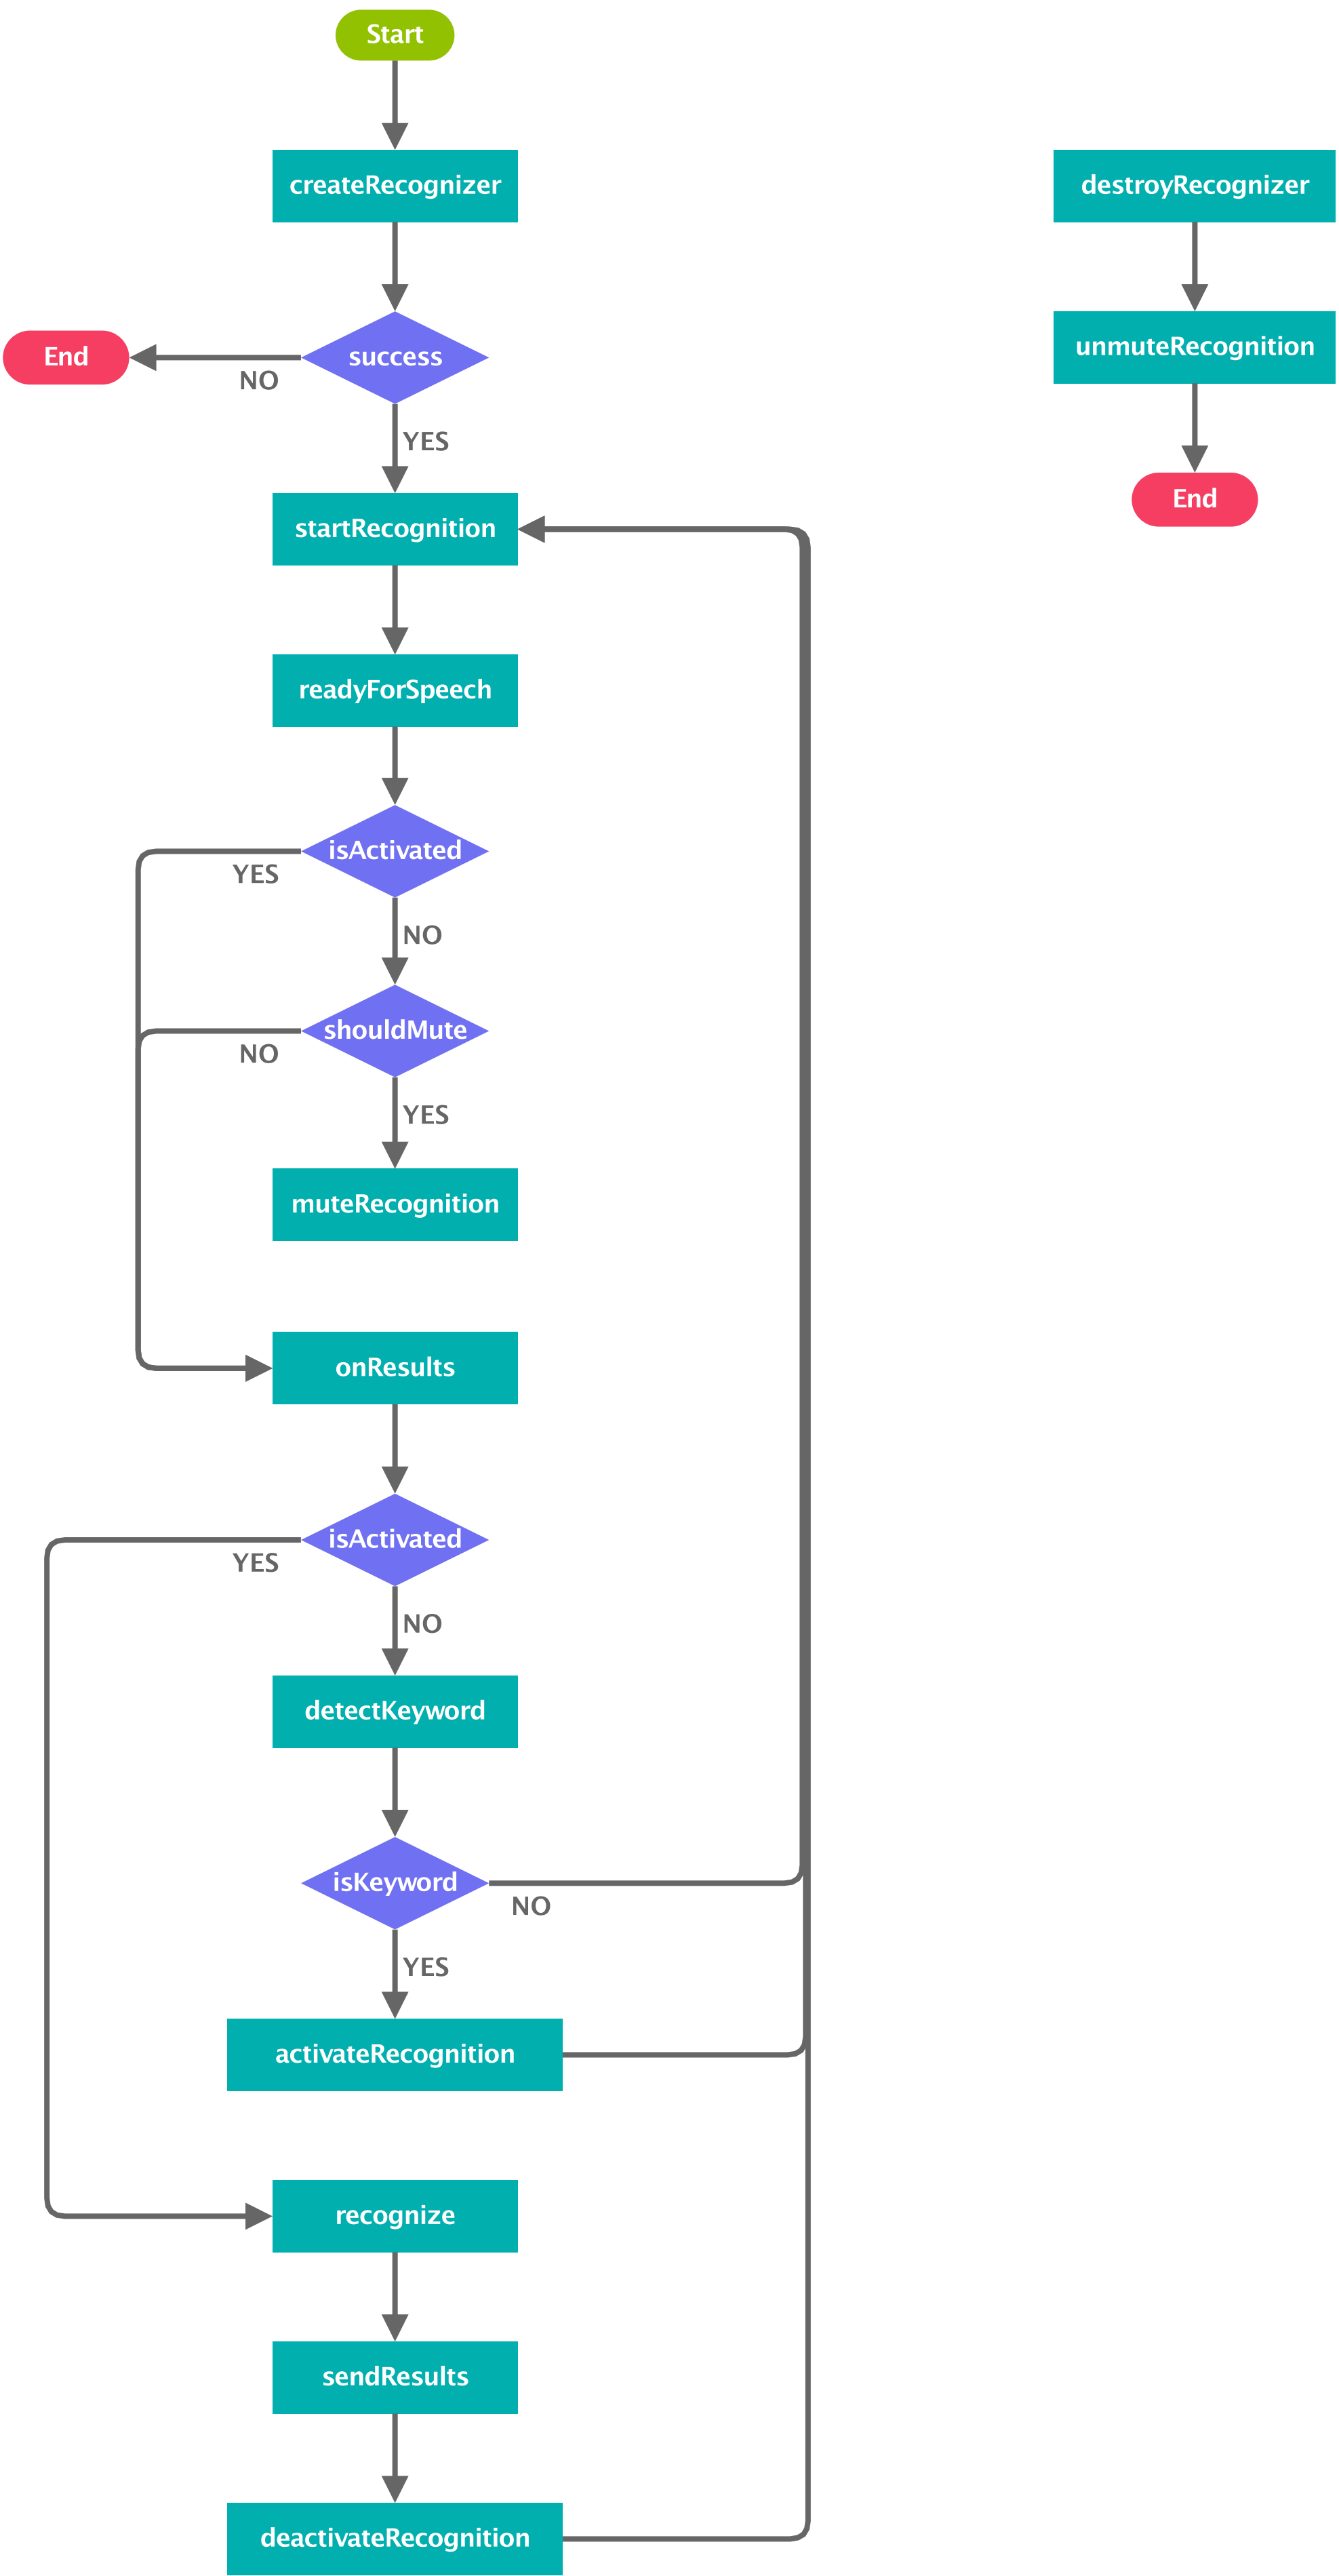 Start
createRecognizer
destroyRecognizer
success
End
NO
unmuteRecognition
YES
End
startRecognition
readyForSpeech
isActivated
YES
NO
shouldMute
NO
YES
muteRecognition
onResults
isActivated
YES
NO
detectKeyword
isKeyword
NO
YES
activateRecognition
recognize
sendResults
deactivateRecognition